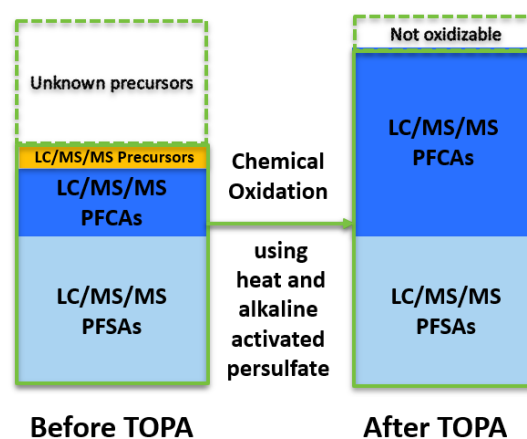 Unknown precursors
LC/MS/MS Precursors
LC/MS/MS
PFCAs
LC/MS/MS
PFSAs
Before TOPA
Chemical
Oxidation
using
heat and
alkaline
activated
persulfate
Not oxidizable
LC/MS/MS
PFCAs
LC/MS/MS
PFSAs
After TOPA